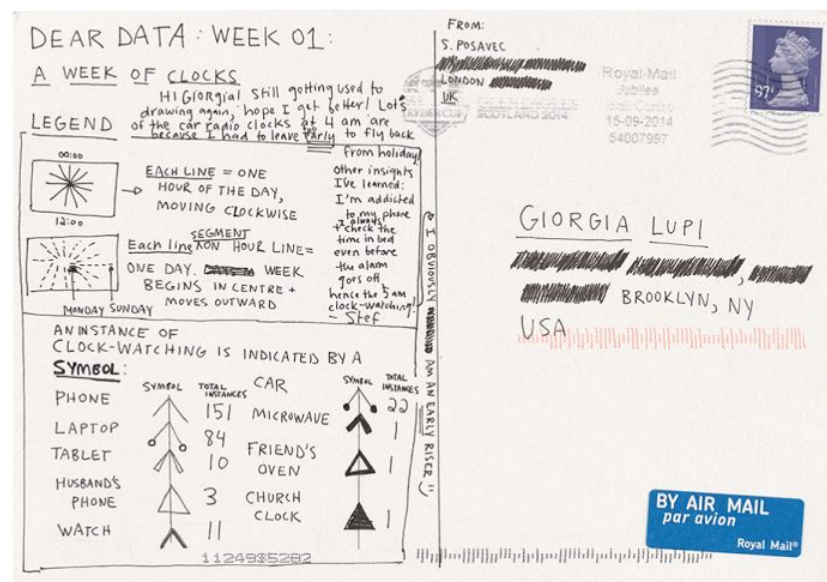 DEAR DATA: WEEK 01:
A WEEK OF CLOCKS
HI GIORGIA! Still getting used to
drawing again, hope I get better! Lots
of the car radio clocks at 4 am are
because I had to leave early to fly back
from holiday!
LEGEND
00:00
12:00
EACH LINE = ONE
HOUR OF THE DAY,
MOVING CLOCKWISE
SEGMENT
Each line ON HOUR LINE =
ONE DAY. WEEK
BEGINS IN CENTRE +
MOVES OUTWARD
MONDAY SUNDAY
other insights
I've learned:
I'm addicted
to my phone
I always
+ check the
time in bed
even before
the alarm
goes off,
hence the 5 am
clock-watching!
- Stef
& I OBVIOUSLY AM AN EARLY RISER
AN INSTANCE OF
CLOCK-WATCHING IS INDICATED BY A
SYMBOL:
SYMBOL TOTAL INSTANCES
PHONE 151
LAPTOP 84
TABLET 10
HUSBAND'S
PHONE 3
WATCH 11
SYMBOL TOTAL INSTANCES
CAR 22
MICROWAVE 1
FRIEND'S
OVEN 1
CHURCH
CLOCK 1
11249$5282
FROM:
S. POSAVEC
LONDON
UK
RYDER CUP
SCOTLAND 2014
Royal Mail
Jubilee
Mail Centre
15-09-2014
54007997
97p
GIORGIA LUPI
BROOKLYN, NY
USA
BY AIR MAIL
par avion
Royal Mail®